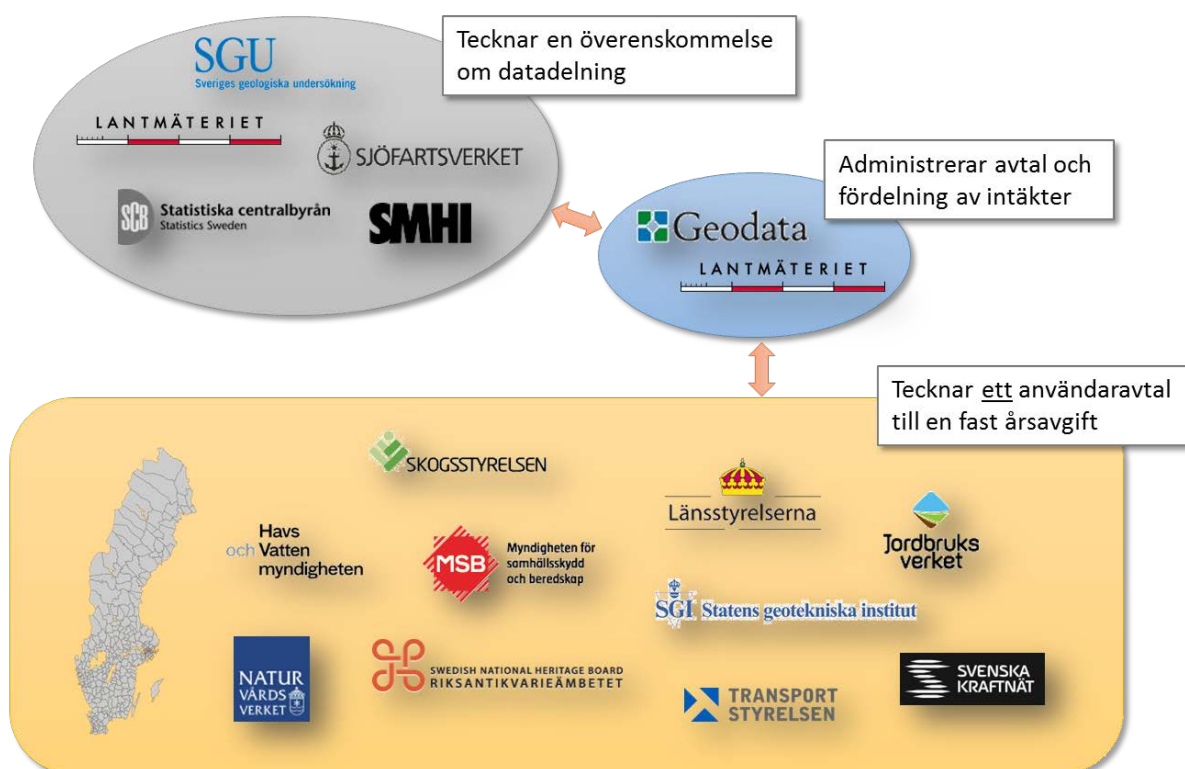 Tecknar en överenskommelse
om datadelning
SGU
Sveriges geologiska undersökning
LANTMÄTERIET
SJÖFARTSVERKET
SCB
Statistiska centralbyrån
Statistics Sweden
SMHI
Administrerar avtal och
fördelning av intäkter
Geodata
LANTMÄTERIET
Tecknar ett användaravtal
till en fast årsavgift
SKOGSSTYRELSEN
Länsstyrelserna
Havs
och Vatten
myndigheten
MSB
Myndigheten för
samhällsskydd
och beredskap
Jordbruks
verket
SGI Statens geotekniska institut
NATUR
VÅRDS
VERKET
SWEDISH NATIONAL HERITAGE BOARD
RIKSANTIKVARIEÄMBETET
TRANSPORT
STYRELSEN
SVENSKA
KRAFTNÄT